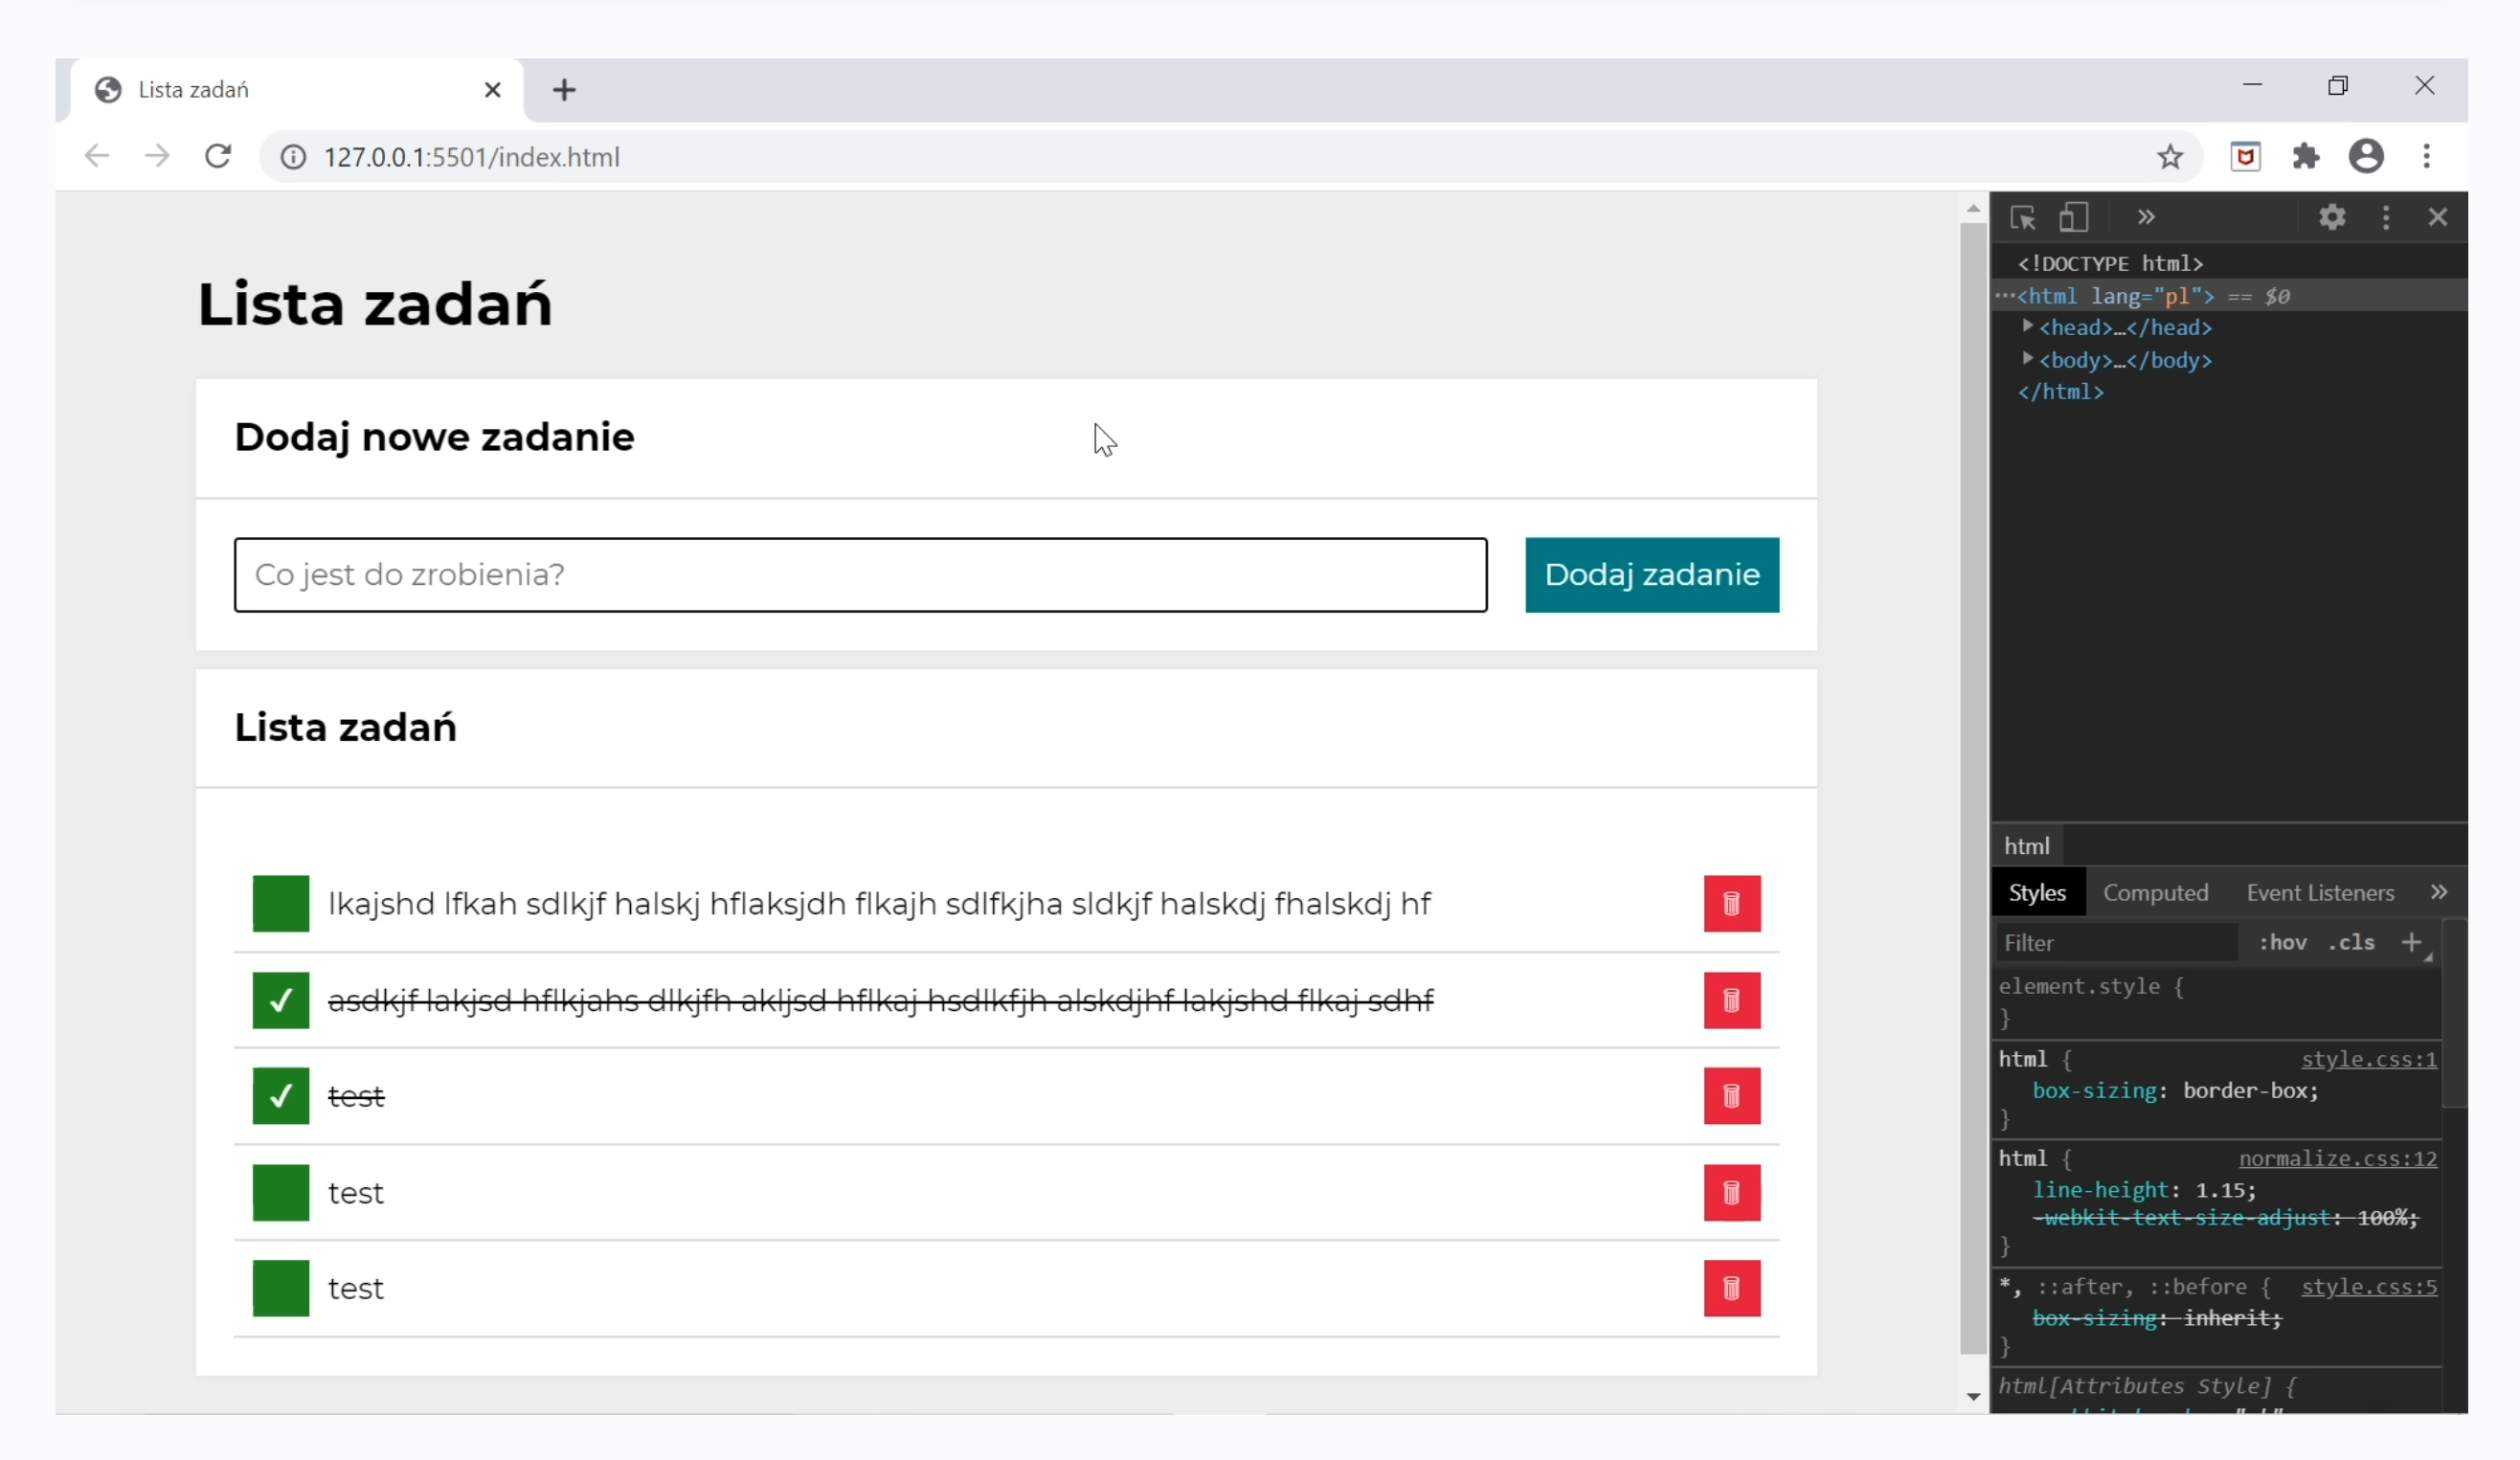 Lista zadań
127.0.0.1:5501/index.html
Lista zadań
Dodaj nowe zadanie
Co jest do zrobienia?
Dodaj zadanie
Lista zadań
lkajshd lfkah sdlkjf halskj hflaksjdh flkajh sdlfkjha sldkjf halskdj fhalskdj hf
asdkjf lakjsd hflkjahs dlkjfh akljsd hflkaj hsdlkfjh alskdjhf lakjshd flkaj sdhf
test
test
test
<!DOCTYPE html>
…<html lang="pl"> == $0
<head>…</head>
<body>…</body>
</html>
html
Styles Computed Event Listeners »
Filter :hov .cls +
element.style {
}
html { style.css:1
box-sizing: border-box;
}
html { normalize.css:12
line-height: 1.15;
-webkit-text-size-adjust: 100%;
}
*, ::after, ::before { style.css:5
box-sizing: inherit;
}
html[Attributes Style] {